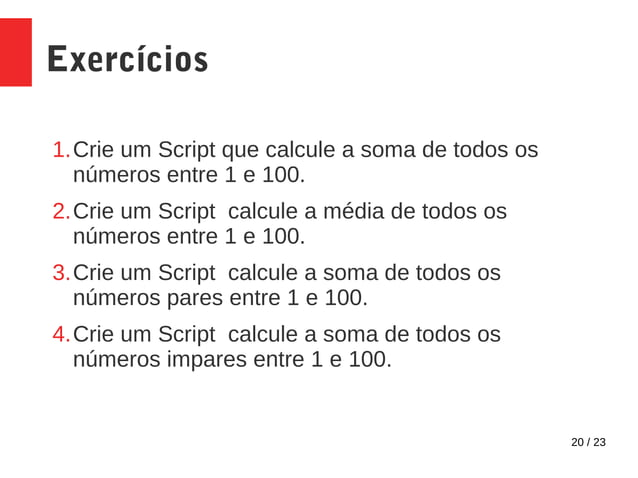 Exercícios
1.Crie um Script que calcule a soma de todos os
números entre 1 e 100.
2.Crie um Script  calcule a média de todos os
números entre 1 e 100.
3.Crie um Script  calcule a soma de todos os
números pares entre 1 e 100.
4.Crie um Script  calcule a soma de todos os
números impares entre 1 e 100.
20 / 23